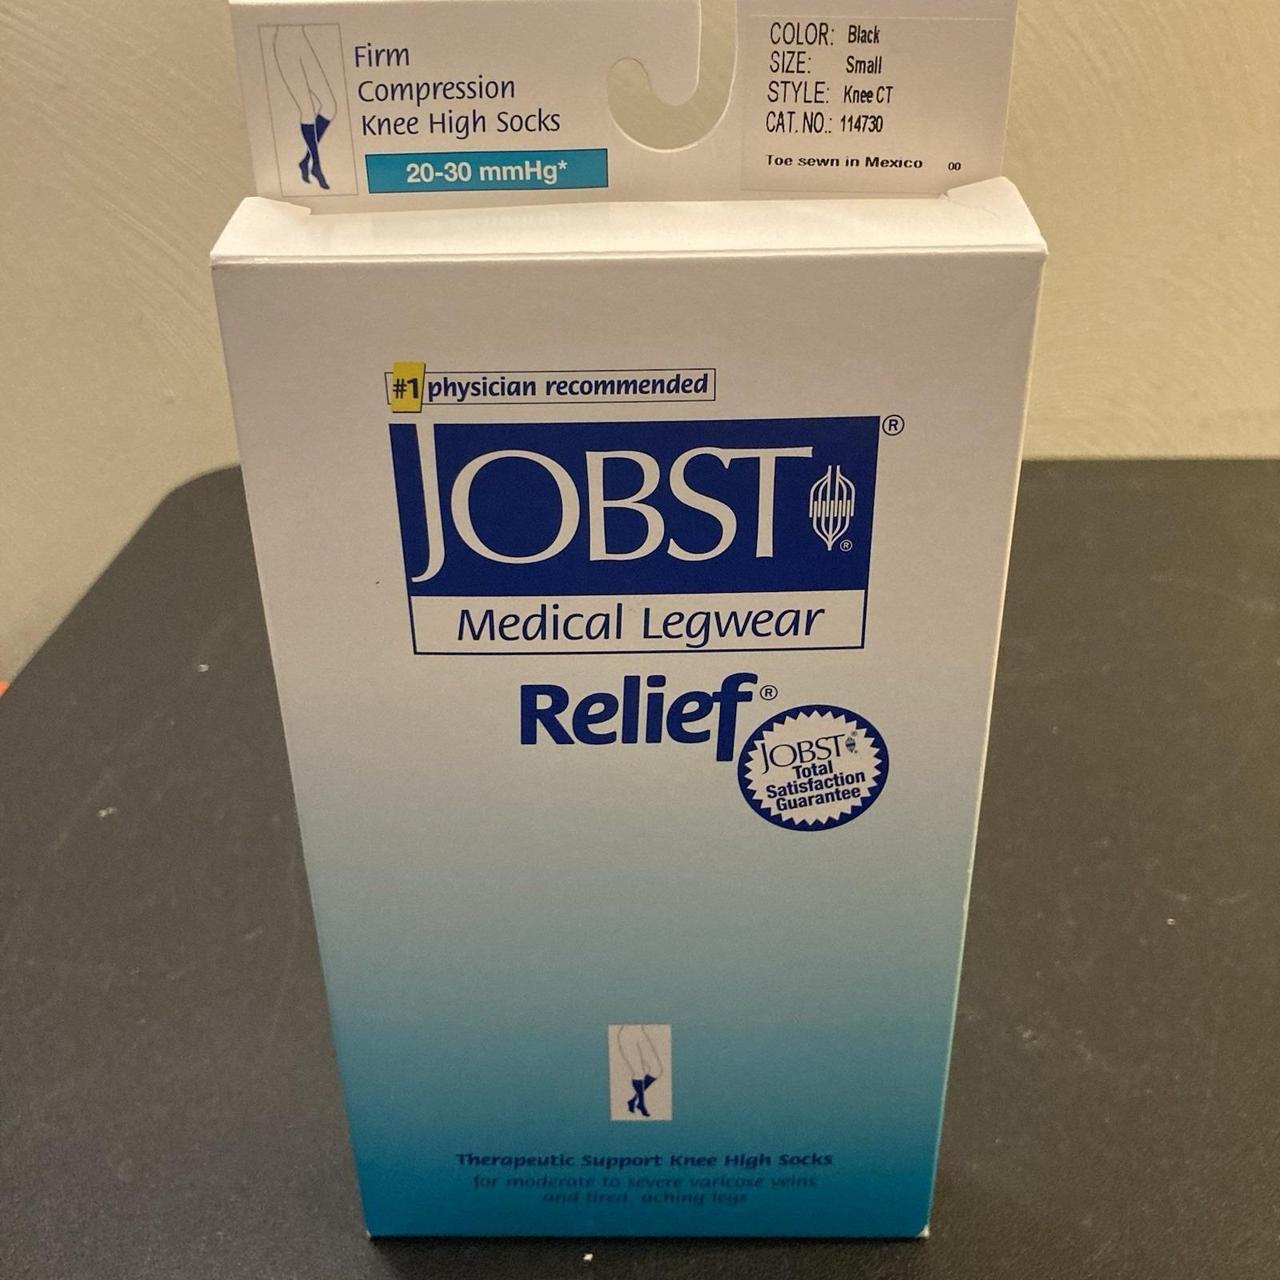 Firm
Compression
Knee High Socks
20-30 mmHg*
COLOR: Black
SIZE: Small
STYLE: Knee CT
CAT. NO.: 114730
Toe sewn in Mexico 00
#1 physician recommended
JOBST®
®
Medical Legwear
Relief®
JOBST
Total
Satisfaction
Guarantee
Therapeutic Support Knee High Socks
for moderate to severe varicose veins
and tired, aching legs